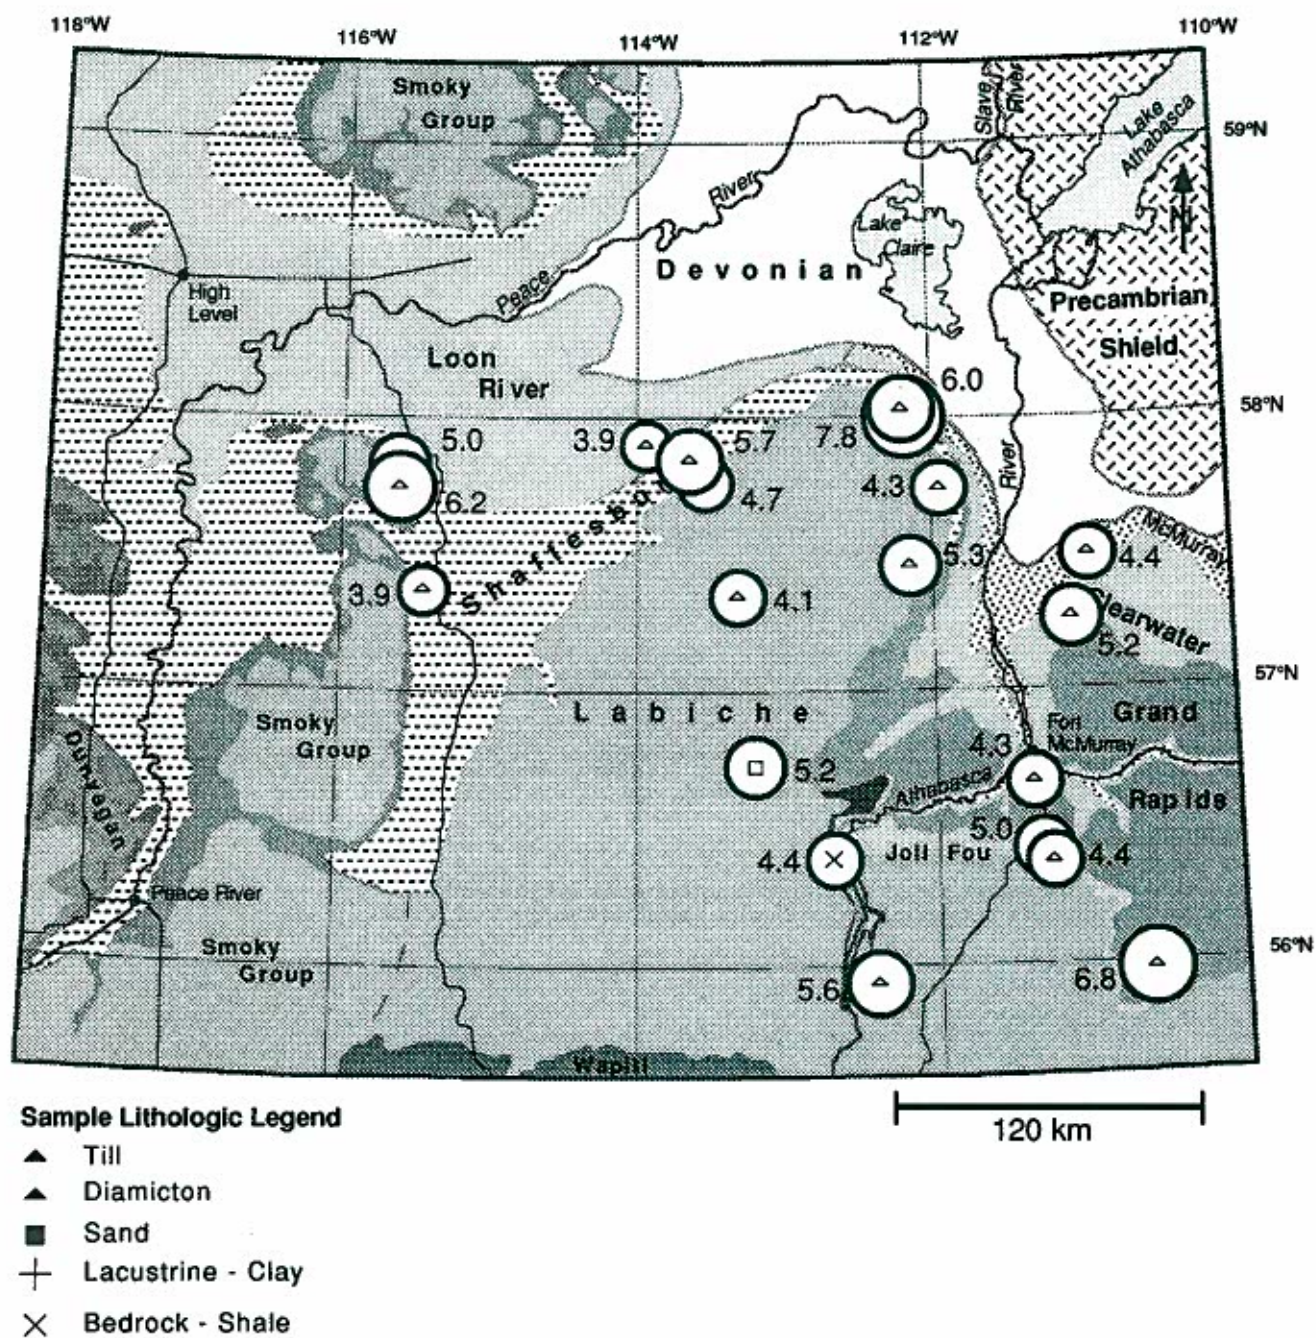 118°W
116°W
114°W
112°W
110°W
Smoky
Group
Slave
River
Lake
Athabasca
59°N
N
River
Lake
Claire
Devonian
Peace
High
Level
Precambrian
Shield
Loon
River
6.0
58°N
5.0
3.9
5.7
7.8
6.2
4.7
4.3
River
McMurray
Shaftesbo
5.3
4.4
3.9
4.1
Clearwater
5.2
57°N
Labiche
Grand
Smoky
Group
Fort
McMurray
4.3
Dunvegan
5.2
Athabasca
Rapids
5.0
4.4
Joli Fou
4.4
Peace River
Smoky
Group
56°N
5.6
6.8
Wapiti
120 km
Sample Lithologic Legend
Till
Diamicton
Sand
Lacustrine - Clay
Bedrock - Shale